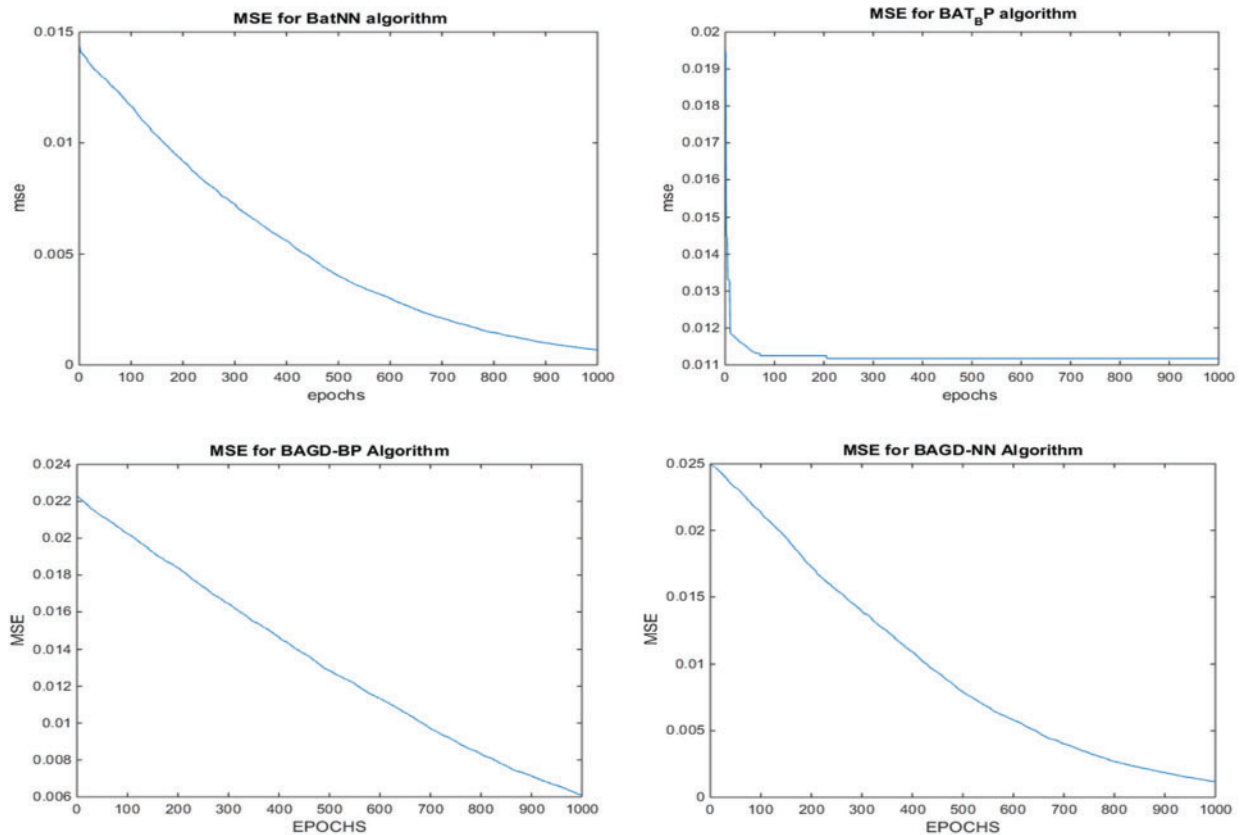 MSE for BatNN algorithm
0.015
0.01
0.005
0
mse
0 100 200 300 400 500 600 700 800 900 1000
epochs
MSE for BAT_BP algorithm
0.02
0.019
0.018
0.017
0.016
0.015
0.014
0.013
0.012
0.011
mse
0 100 200 300 400 500 600 700 800 900 1000
epochs
MSE for BAGD-BP Algorithm
0.024
0.022
0.02
0.018
0.016
0.014
0.012
0.01
0.008
0.006
MSE
0 100 200 300 400 500 600 700 800 900 1000
EPOCHS
MSE for BAGD-NN Algorithm
0.025
0.02
0.015
0.01
0.005
0
MSE
0 100 200 300 400 500 600 700 800 900 1000
EPOCHS